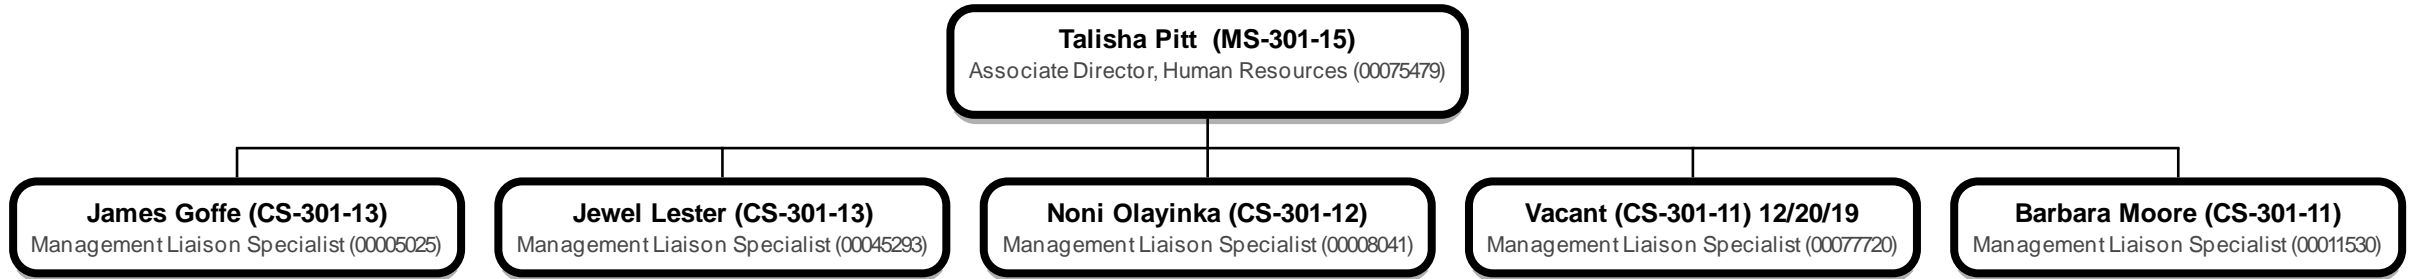 Talisha Pitt (MS-301-15)
Associate Director, Human Resources (00075479)
James Goffe (CS-301-13)
Management Liaison Specialist (00005025)
Jewel Lester (CS-301-13)
Management Liaison Specialist (00045293)
Noni Olayinka (CS-301-12)
Management Liaison Specialist (00008041)
Vacant (CS-301-11) 12/20/19
Management Liaison Specialist (00077720)
Barbara Moore (CS-301-11)
Management Liaison Specialist (00011530)